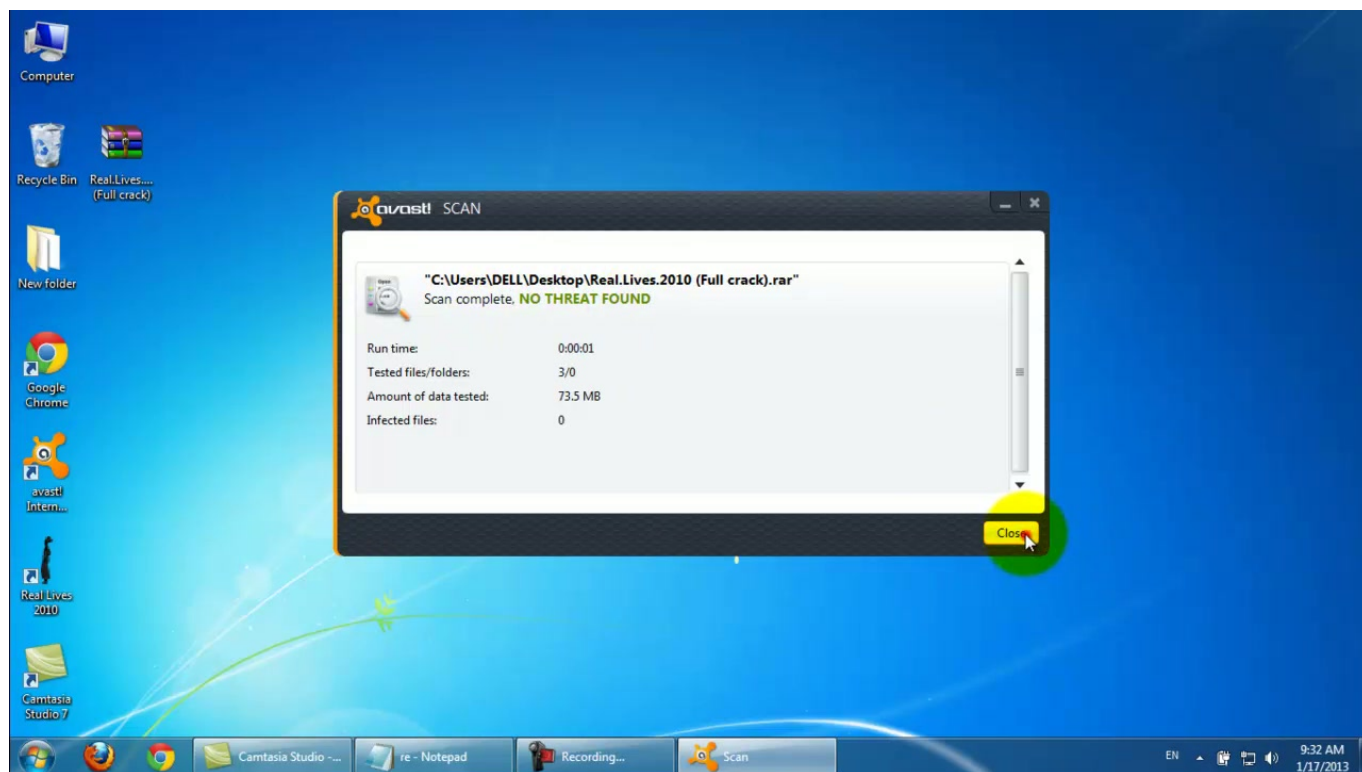 Computer
Recycle Bin
Real.Lives....
(Full crack)
New folder
Google
Chrome
avast!
Intern...
Real Lives
2010
Camtasia
Studio 7
avast! SCAN
"C:\Users\DELL\Desktop\Real.Lives.2010 (Full crack).rar"
Scan complete, NO THREAT FOUND
Run time: 0:00:01
Tested files/folders: 3/0
Amount of data tested: 73.5 MB
Infected files: 0
Close
Camtasia Studio -...
re - Notepad
Recording...
Scan
EN
9:32 AM
1/17/2013